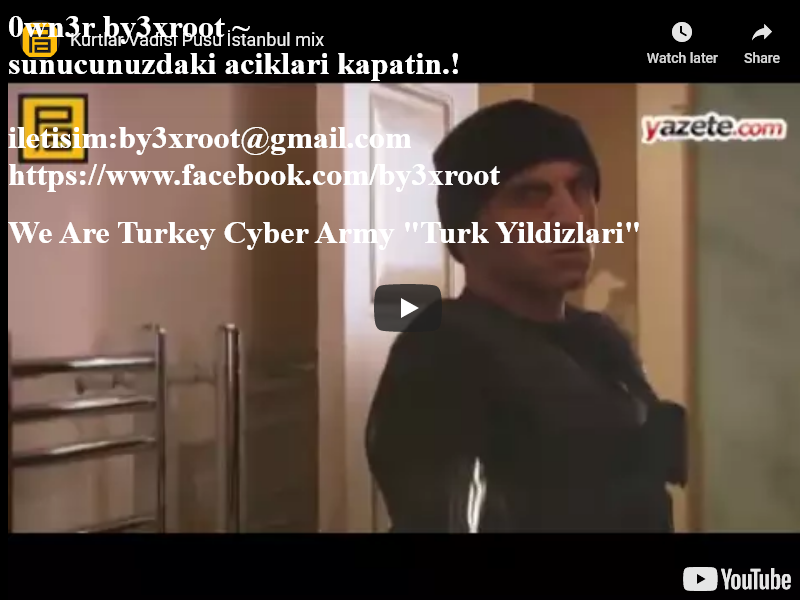 0wn3r by3xroot ~
Kurtlar Vadisi Pusu İstanbul mix
Watch later
Share
sunucunuzdaki aciklari kapatin.!
yazete.com
iletisim:by3xroot@gmail.com
https://www.facebook.com/by3xroot
We Are Turkey Cyber Army "Turk Yildizlari"
YouTube